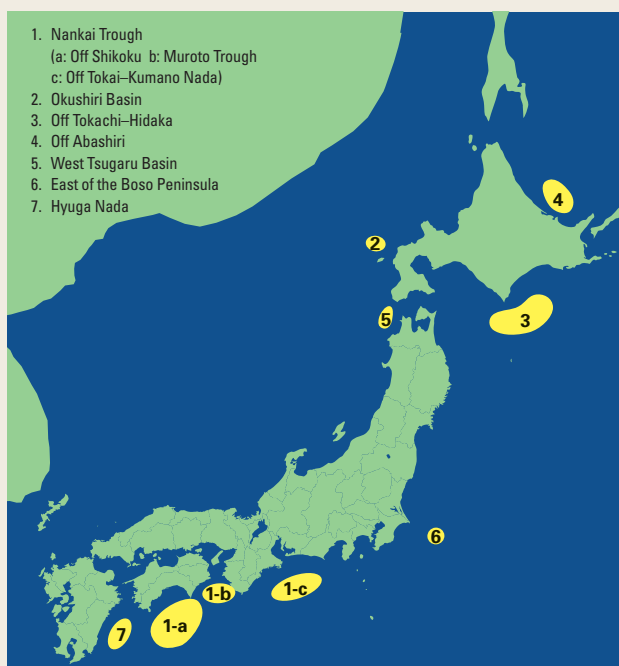 1. Nankai Trough
(a: Off Shikoku b: Muroto Trough
c: Off Tokai–Kumano Nada)
2. Okushiri Basin
3. Off Tokachi–Hidaka
4. Off Abashiri
5. West Tsugaru Basin
6. East of the Boso Peninsula
7. Hyuga Nada
4
2
5
3
6
1-c
1-b
1-a
7